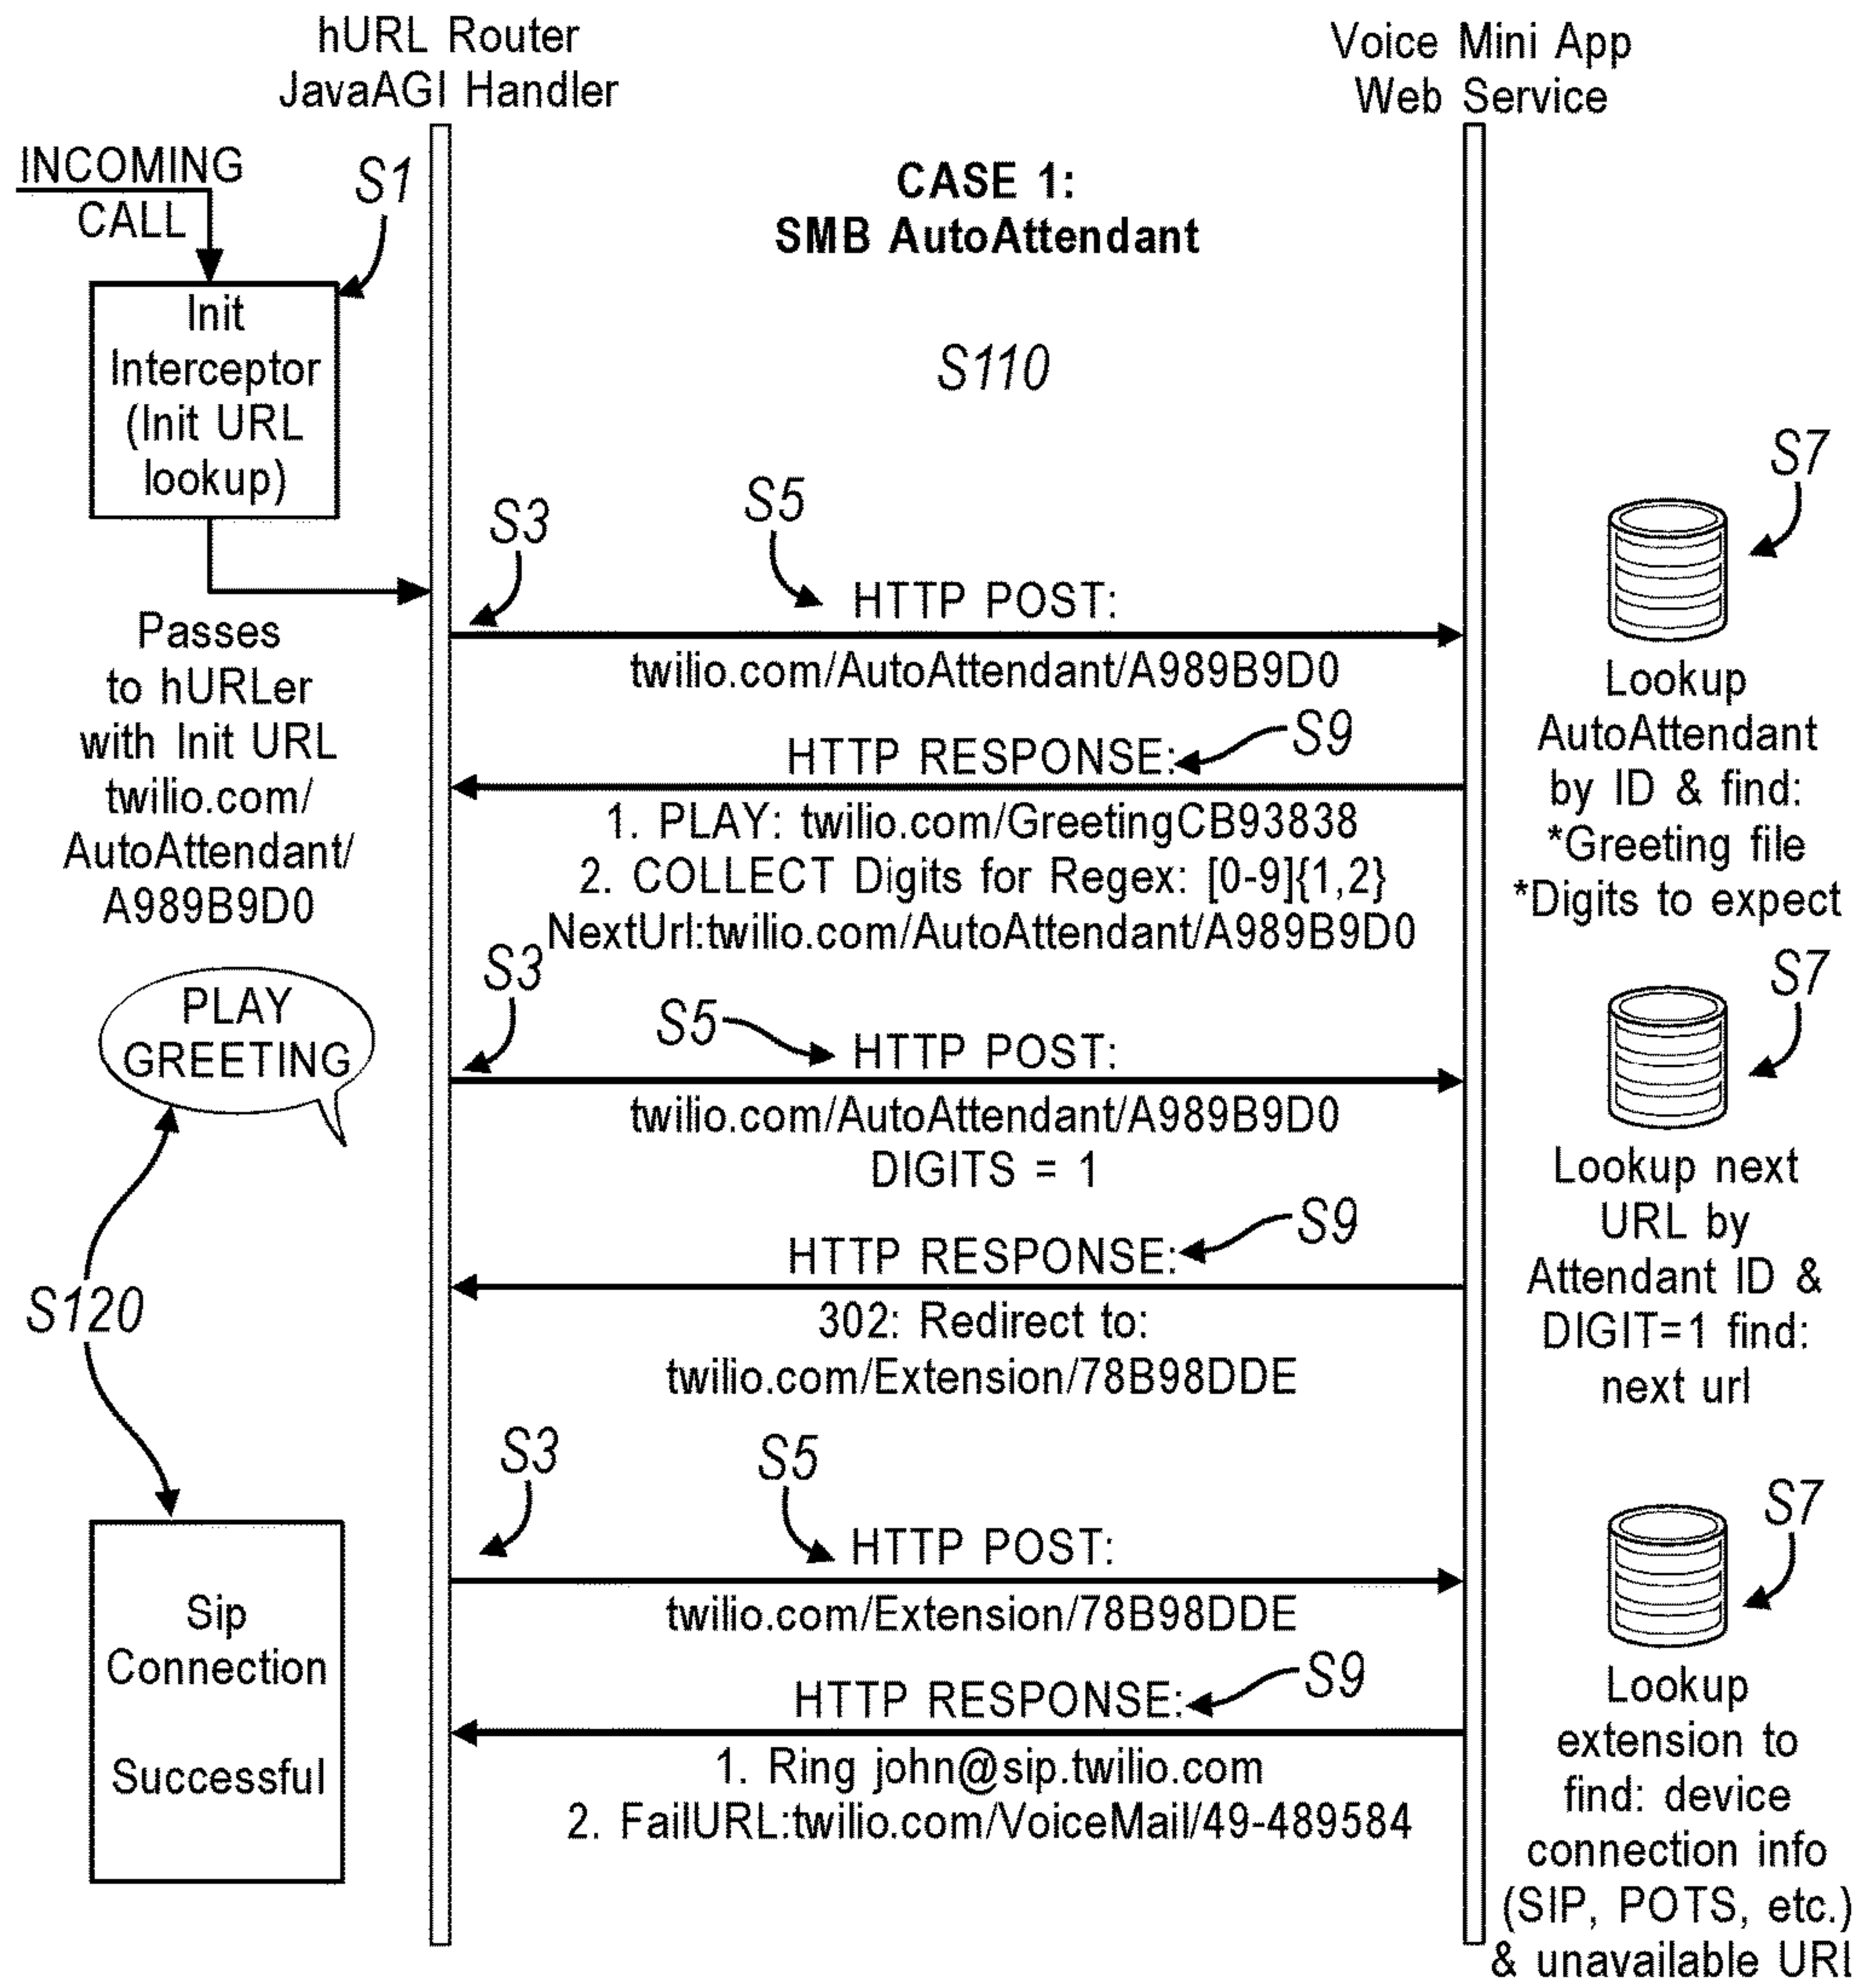 hURL Router
JavaAGI Handler
Voice Mini App
Web Service
INCOMING
CALL
S1
CASE 1:
SMB AutoAttendant
S110
Init
Interceptor
(Init URL
lookup)
Passes
to hURLer
with Init URL
twilio.com/
AutoAttendant/
A989B9D0
S3
S5
HTTP POST:
twilio.com/AutoAttendant/A989B9D0
S7
Lookup
AutoAttendant
by ID & find:
*Greeting file
*Digits to expect
HTTP RESPONSE:
S9
1. PLAY: twilio.com/GreetingCB93838
2. COLLECT Digits for Regex: [0-9]{1,2}
NextUrl:twilio.com/AutoAttendant/A989B9D0
PLAY
GREETING
S3
S5
HTTP POST:
twilio.com/AutoAttendant/A989B9D0
DIGITS = 1
S7
Lookup next
URL by
Attendant ID &
DIGIT=1 find:
next url
HTTP RESPONSE:
S9
302: Redirect to:
twilio.com/Extension/78B98DDE
S120
S3
S5
HTTP POST:
twilio.com/Extension/78B98DDE
S7
Lookup
extension to
find: device
connection info
(SIP, POTS, etc.)
& unavailable URI
HTTP RESPONSE:
S9
1. Ring john@sip.twilio.com
2. FailURL:twilio.com/VoiceMail/49-489584
Sip
Connection
Successful